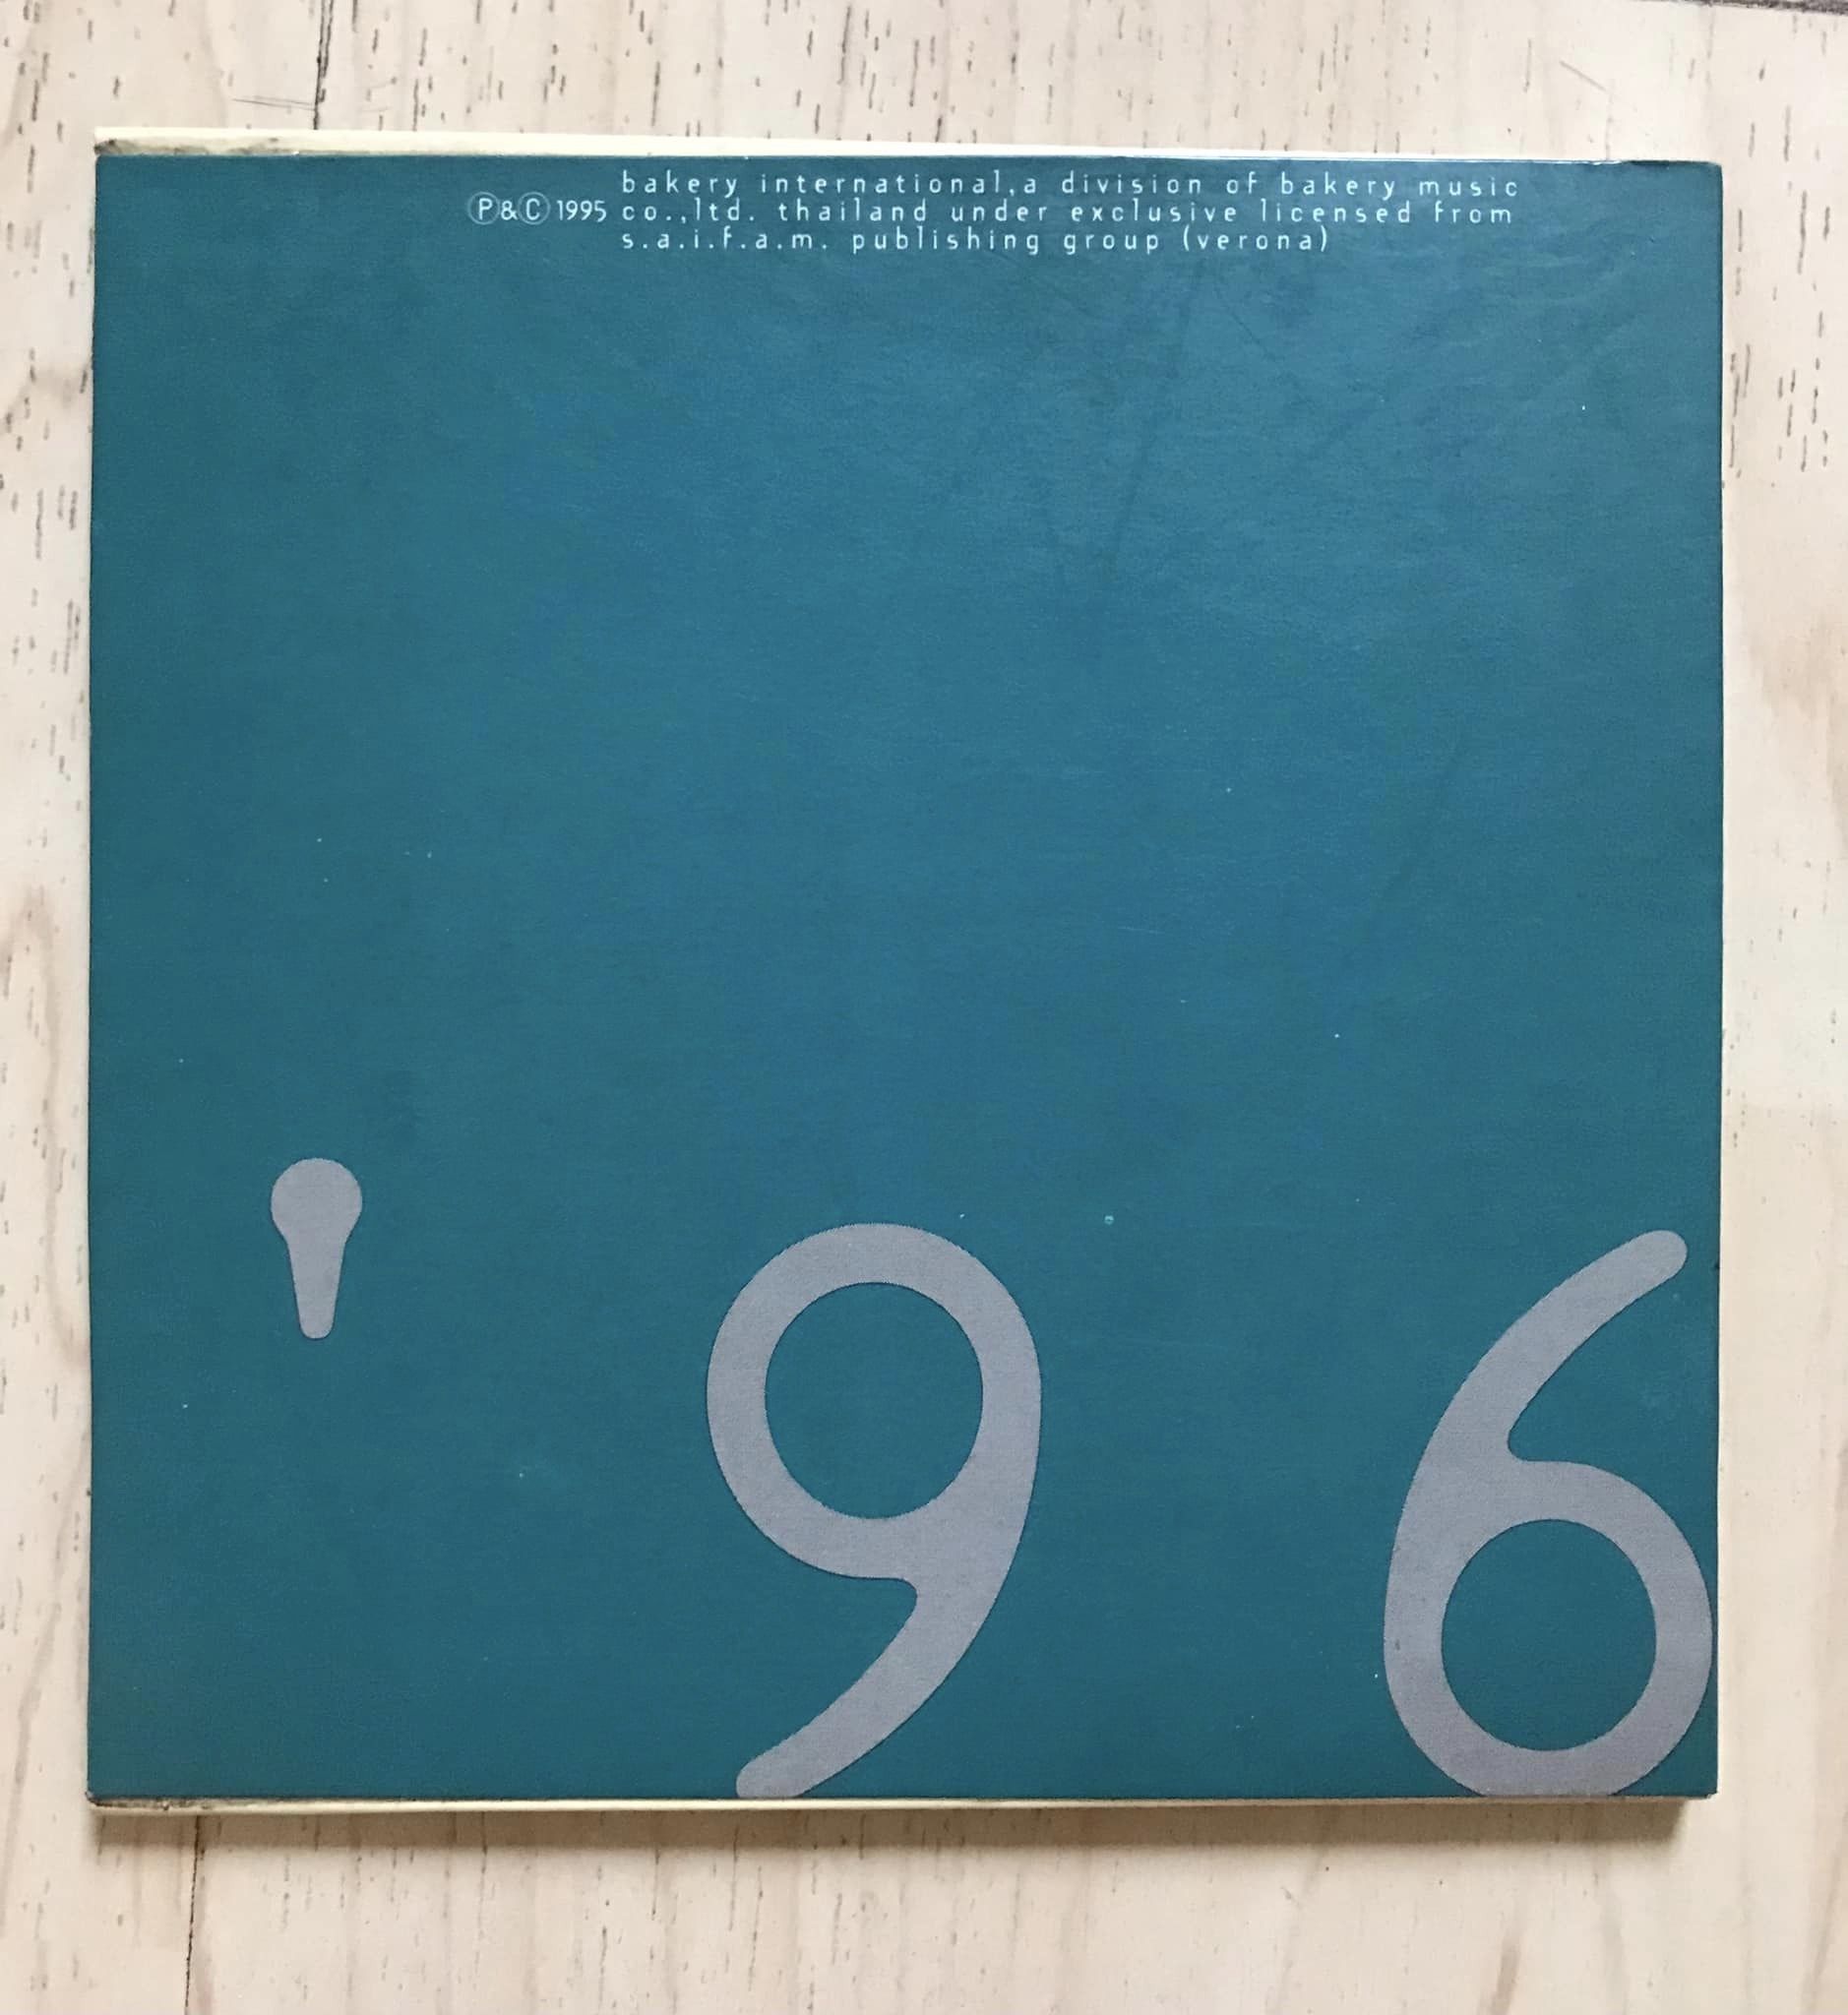 bakery international,a division of bakery music
Ⓟ&Ⓒ 1995 co.,ltd. thailand under exclusive licensed from
s.a.i.f.a.m. publishing group (verona)
'96